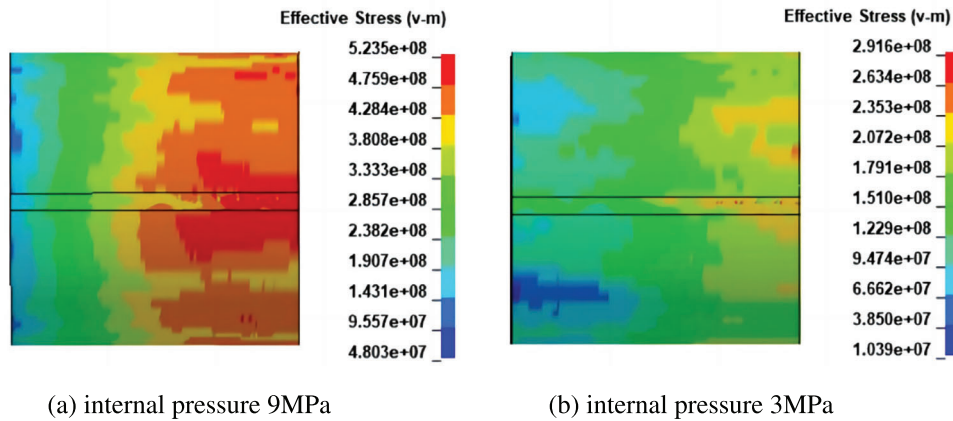 Effective Stress (v-m)
5.235e+08
4.759e+08
4.284e+08
3.808e+08
3.333e+08
2.857e+08
2.382e+08
1.907e+08
1.431e+08
9.557e+07
4.803e+07
(a) internal pressure 9MPa
Effective Stress (v-m)
2.916e+08
2.634e+08
2.353e+08
2.072e+08
1.791e+08
1.510e+08
1.229e+08
9.474e+07
6.662e+07
3.850e+07
1.039e+07
(b) internal pressure 3MPa